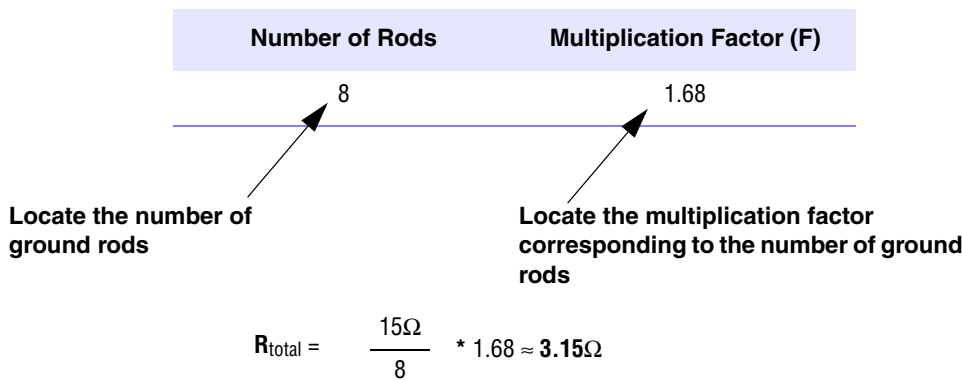 Number of Rods Multiplication Factor (F)
8 1.68
Locate the number of
ground rods
Locate the multiplication factor
corresponding to the number of ground
rods
15Ω
Rtotal = * 1.68 ≈ 3.15Ω
8